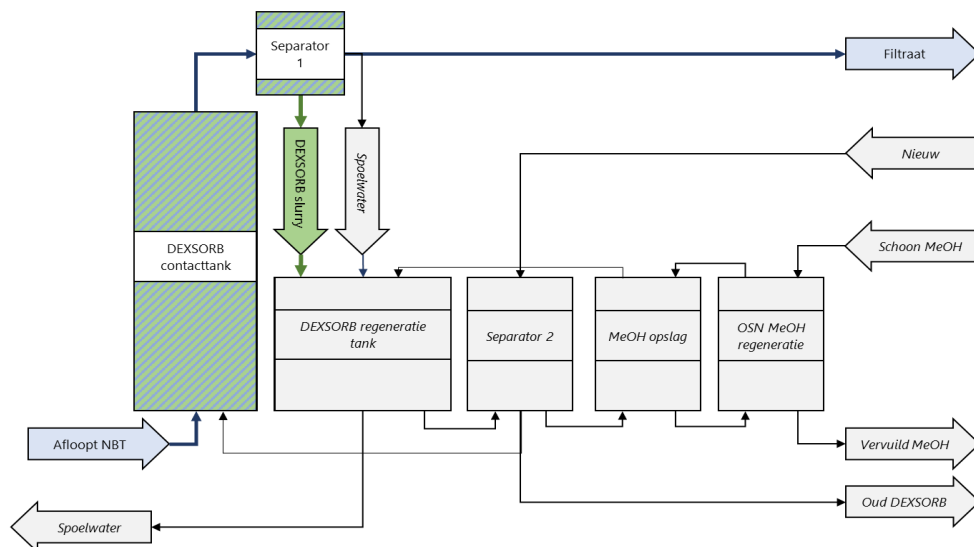 Separator
1
Filtraat
DEXSORB slurry
Spoelwater
Nieuw
DEXSORB
contacttank
Schoon MeOH
DEXSORB regeneratie
tank
Separator 2
MeOH opslag
OSN MeOH
regeneratie
Afloopt NBT
Vervuild MeOH
Oud DEXSORB
Spoelwater